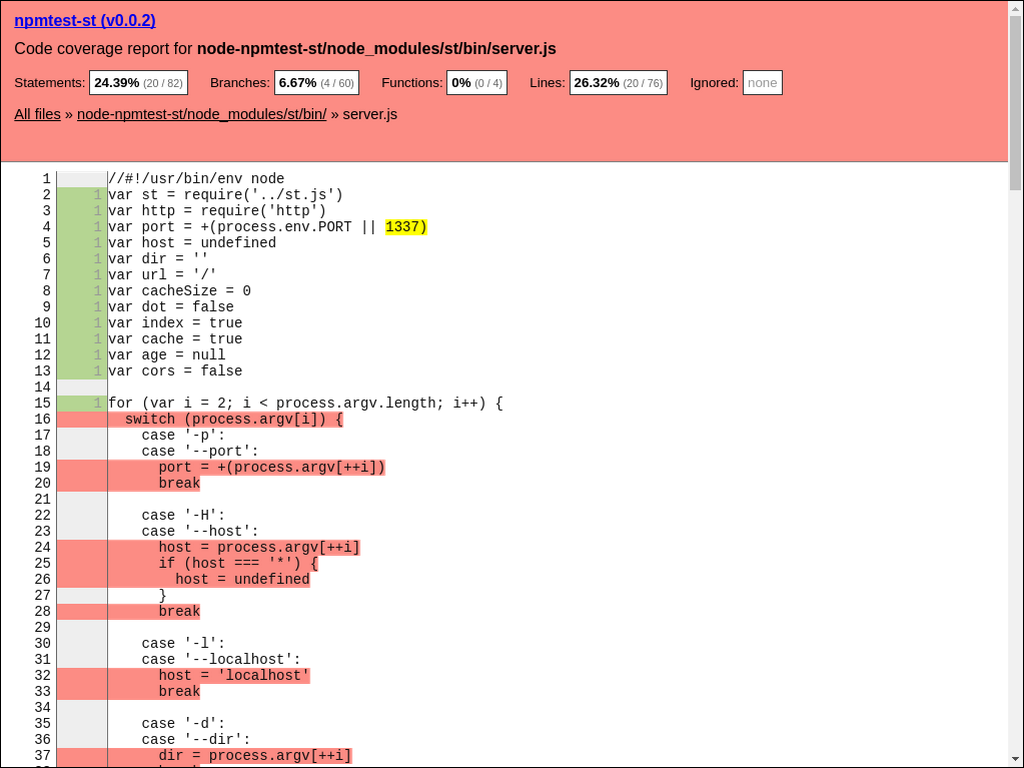 npmtest-st (v0.0.2)
Code coverage report for node-npmtest-st/node_modules/st/bin/server.js
Statements: 24.39% (20 / 82) Branches: 6.67% (4 / 60) Functions: 0% (0 / 4) Lines: 26.32% (20 / 76) Ignored: none
All files » node-npmtest-st/node_modules/st/bin/ » server.js
1 //#!/usr/bin/env node
2 1 var st = require('../st.js')
3 1 var http = require('http')
4 1 var port = +(process.env.PORT || 1337)
5 1 var host = undefined
6 1 var dir = ''
7 1 var url = '/'
8 1 var cacheSize = 0
9 1 var dot = false
10 1 var index = true
11 1 var cache = true
12 1 var age = null
13 1 var cors = false
14
15 1 for (var i = 2; i < process.argv.length; i++) {
16   switch (process.argv[i]) {
17     case '-p':
18     case '--port':
19       port = +(process.argv[++i])
20       break
21
22     case '-H':
23     case '--host':
24       host = process.argv[++i]
25       if (host === '*') {
26         host = undefined
27       }
28       break
29
30     case '-l':
31     case '--localhost':
32       host = 'localhost'
33       break
34
35     case '-d':
36     case '--dir':
37       dir = process.argv[++i]